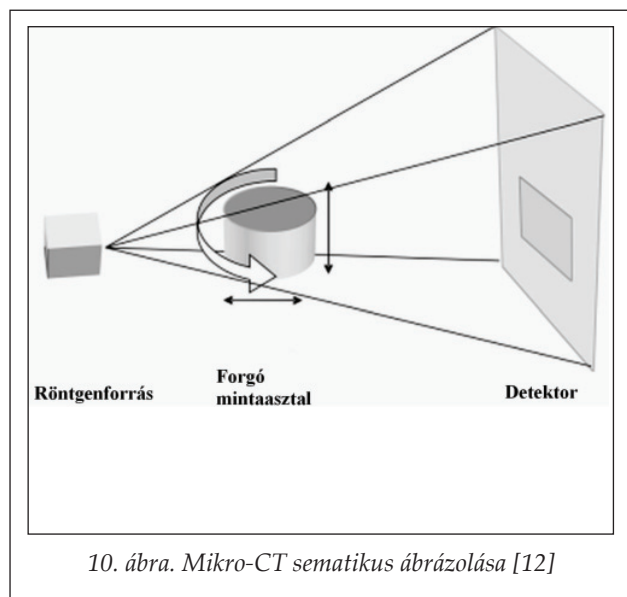 Röntgenforrás
Forgó
mintaasztal
Detektor
10. ábra. Mikro-CT sematikus ábrázolása [12]